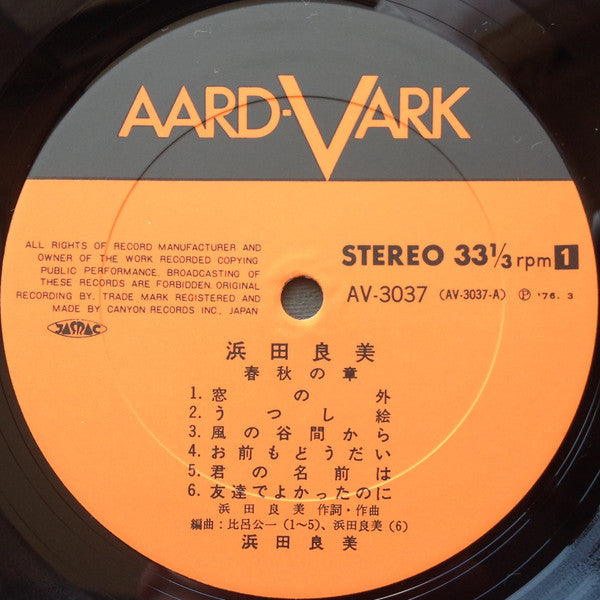 AARD-VARK
ALL RIGHTS OF RECORD MANUFACTURER AND
OWNER OF THE WORK RECORDED COPYING
PUBLIC PERFORMANCE. BROADCASTING OF
THESE RECORDS ARE FORBIDDEN. ORIGINAL
RECORDING BY. TRADE MARK REGISTERED AND
MADE BY CANYON RECORDS INC., JAPAN
JASRAC
STEREO 33⅓ rpm 1
AV-3037 (AV-3037-A) Ⓟ '76. 3
浜田良美
春秋の章
1. 窓の外
2. うつし絵
3. 風の谷間から
4. お前もどうだい
5. 君の名前は
6. 友達でよかったのに
浜田良美 作詞・作曲
編曲:比呂公一(1〜5)、浜田良美(6)
浜田良美